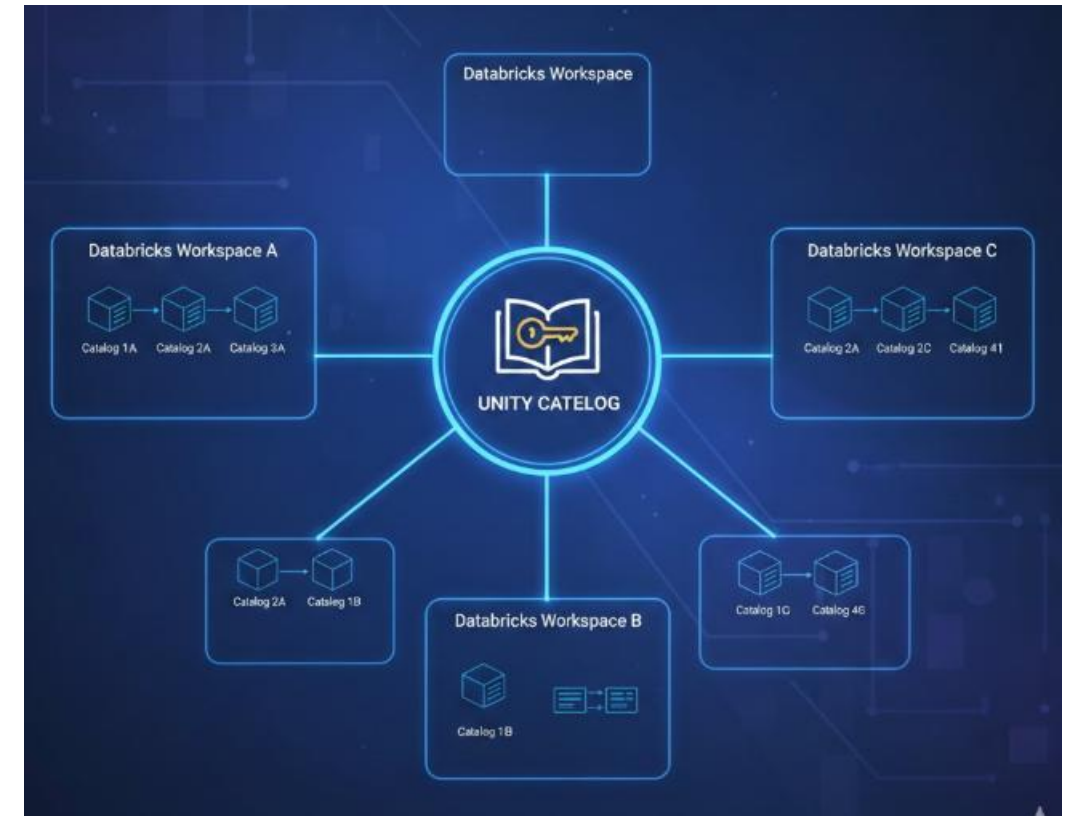 Databricks Workspace
Databricks Workspace A
Catalog 1A Catalog 2A Catalog 3A
Databricks Workspace C
Catalog 2A Catalog 2C Catalog 41
UNITY CATELOG
Catalog 2A Cataleg 1B
Catalog 1C Catalog 4G
Databricks Workspace B
Catalog 1B